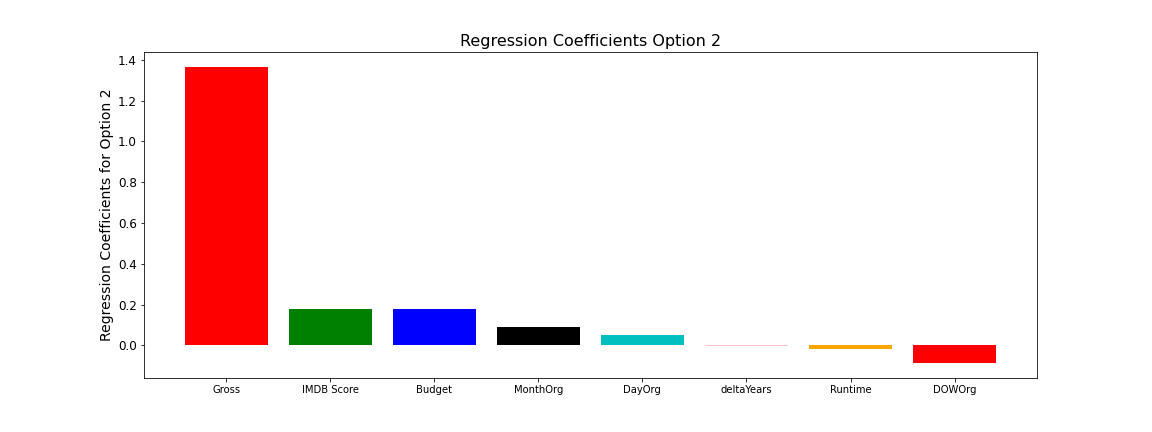 Regression Coefficients Option 2
Regression Coefficients for Option 2
1.4
1.2
1.0
0.8
0.6
0.4
0.2
0.0
Gross IMDB Score Budget MonthOrg DayOrg deltaYears Runtime DOWOrg